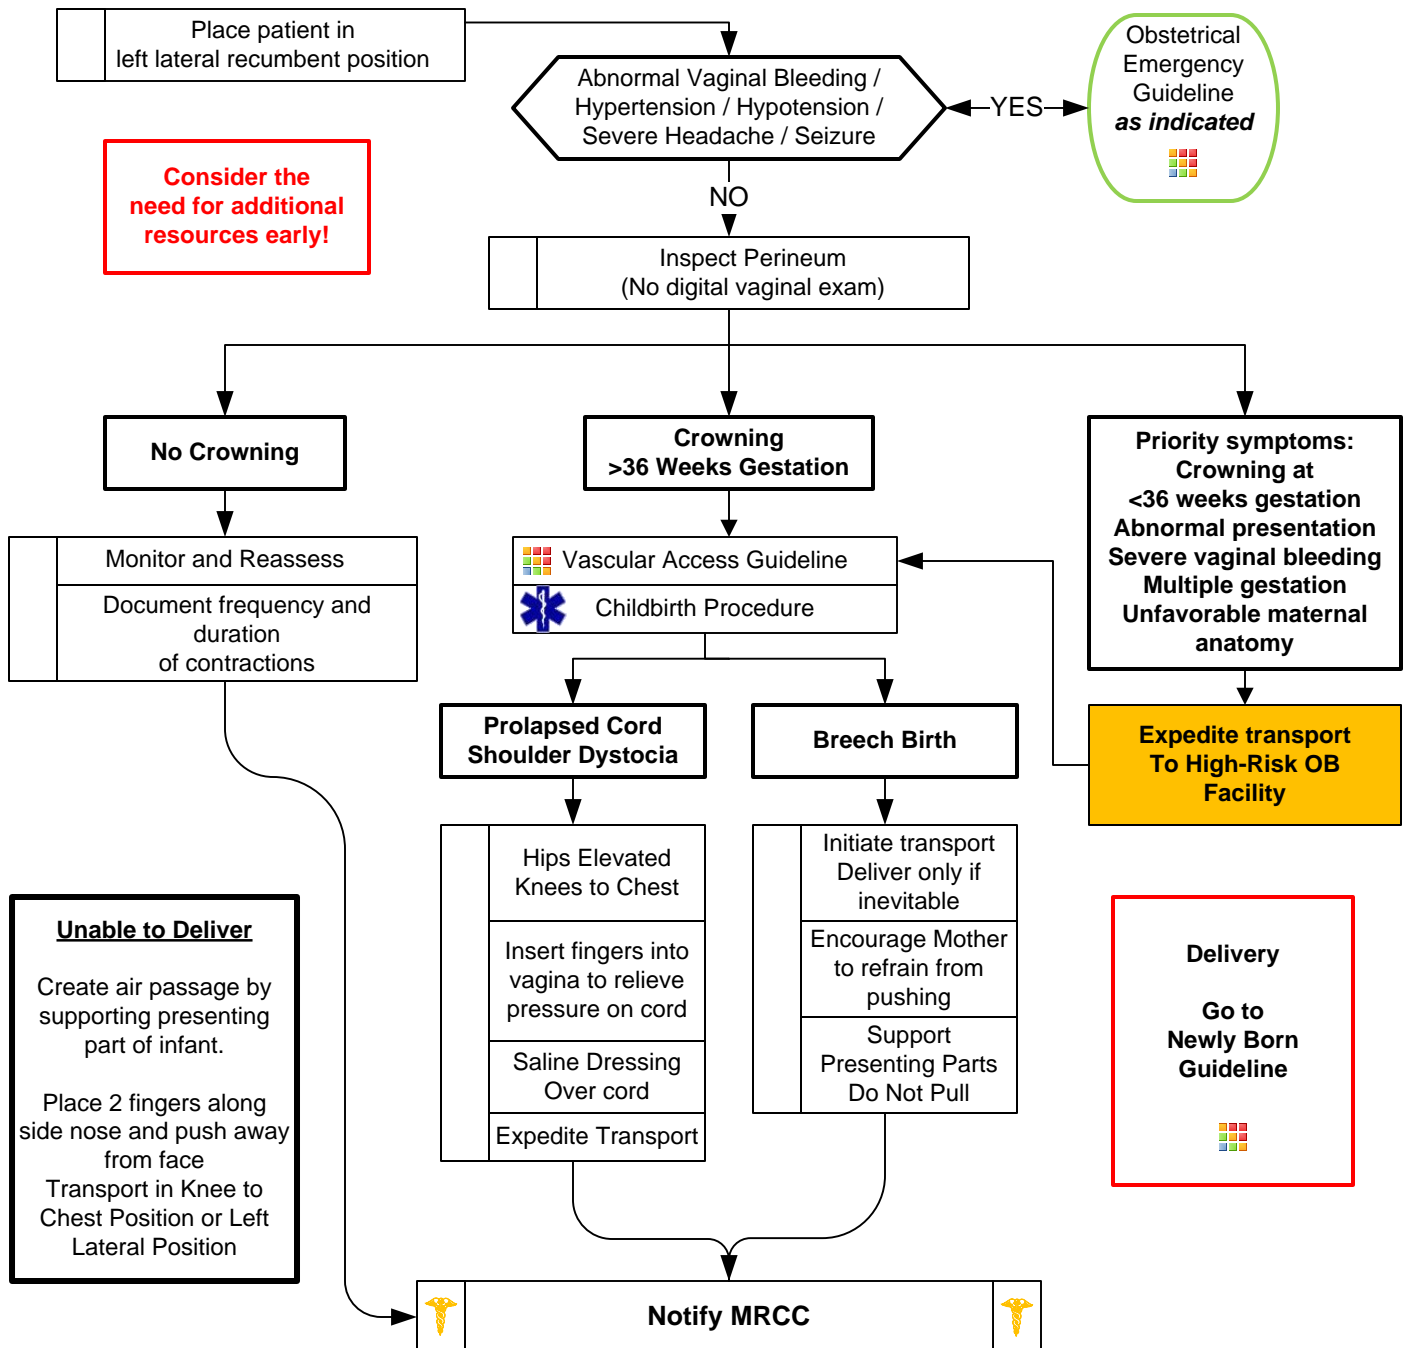 Place patient in
left lateral recumbent position
Abnormal Vaginal Bleeding /
Hypertension / Hypotension /
Severe Headache / Seizure
YES
Obstetrical
Emergency
Guideline
as indicated
Consider the
need for additional
resources early!
NO
Inspect Perineum
(No digital vaginal exam)
No Crowning
Crowning
>36 Weeks Gestation
Priority symptoms:
Crowning at
<36 weeks gestation
Abnormal presentation
Severe vaginal bleeding
Multiple gestation
Unfavorable maternal
anatomy
Monitor and Reassess
Document frequency and
duration
of contractions
Vascular Access Guideline
Childbirth Procedure
Prolapsed Cord
Shoulder Dystocia
Breech Birth
Expedite transport
To High-Risk OB
Facility
Hips Elevated
Knees to Chest
Insert fingers into
vagina to relieve
pressure on cord
Saline Dressing
Over cord
Expedite Transport
Initiate transport
Deliver only if
inevitable
Encourage Mother
to refrain from
pushing
Support
Presenting Parts
Do Not Pull
Unable to Deliver
Create air passage by
supporting presenting
part of infant.
Place 2 fingers along
side nose and push away
from face
Transport in Knee to
Chest Position or Left
Lateral Position
Delivery
Go to
Newly Born
Guideline
Notify MRCC